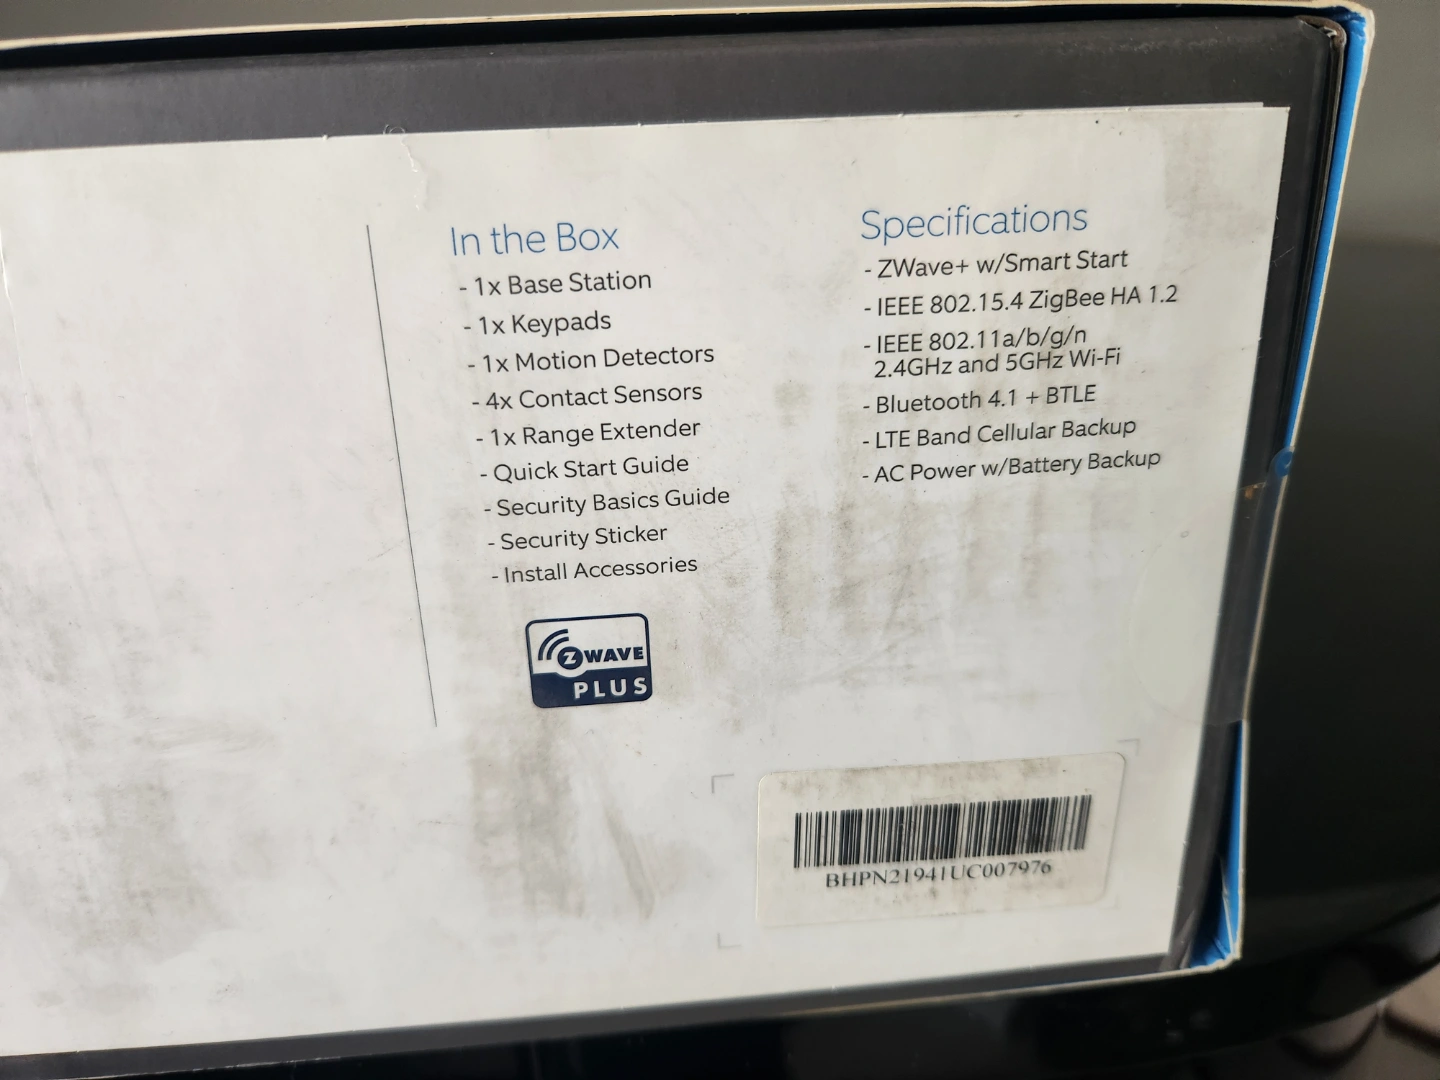 In the Box
- 1x Base Station
- 1x Keypads
- 1x Motion Detectors
- 4x Contact Sensors
- 1x Range Extender
- Quick Start Guide
- Security Basics Guide
- Security Sticker
- Install Accessories
Z WAVE
PLUS
Specifications
- ZWave+ w/Smart Start
- IEEE 802.15.4 ZigBee HA 1.2
- IEEE 802.11a/b/g/n
2.4GHz and 5GHz Wi-Fi
- Bluetooth 4.1 + BTLE
- LTE Band Cellular Backup
- AC Power w/Battery Backup
BHPN21941UC007976